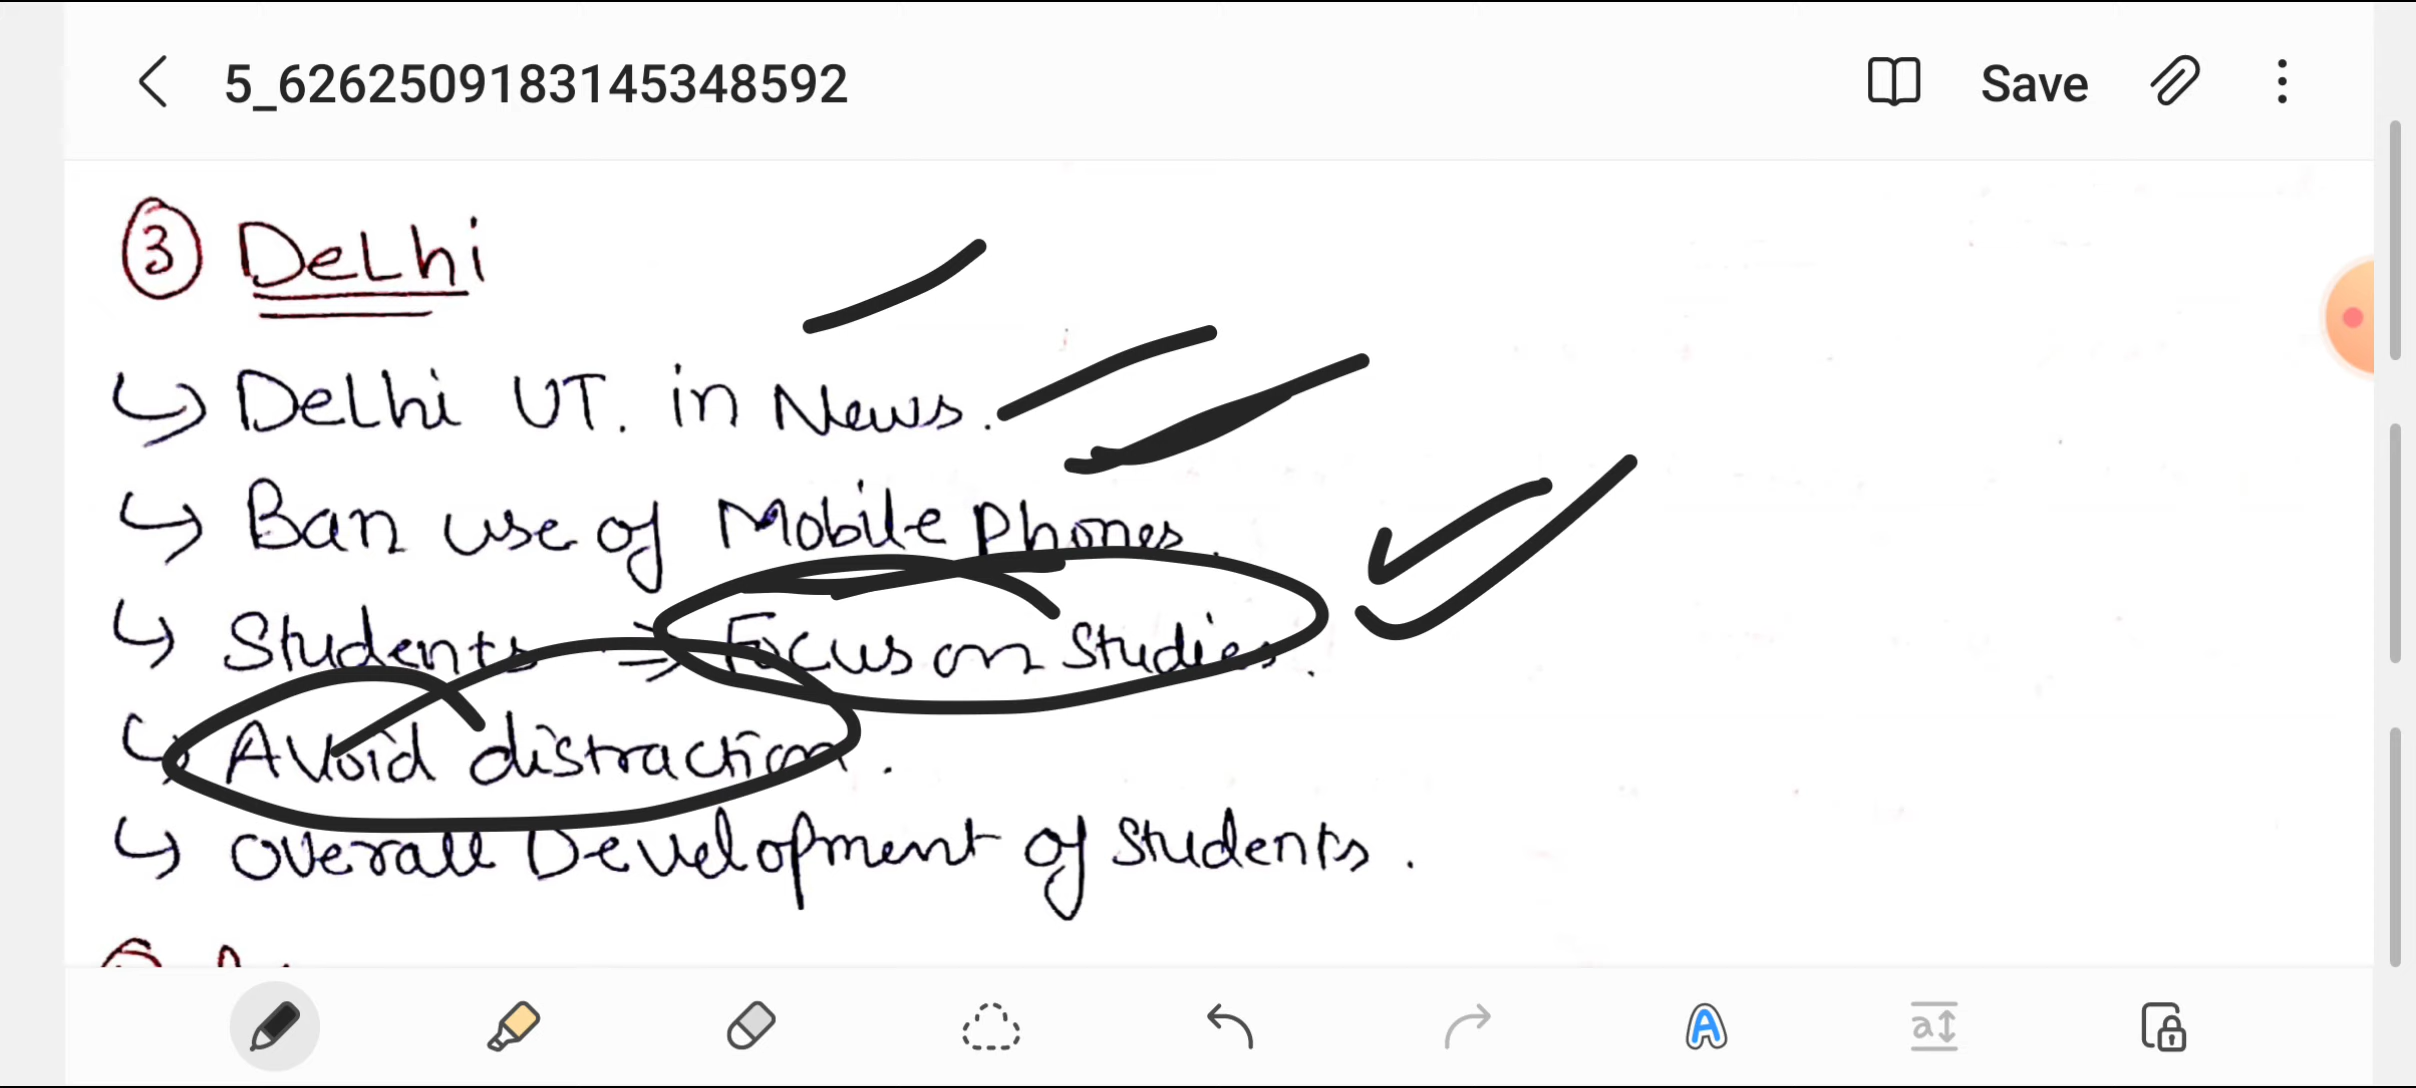 5_6262509183145348592
Save
3 DeLhi
↳ Delhi UT. in News.
↳ Ban use of Mobile Phones.
↳ Students ⇒ Focus on Studies.
↳ Avoid distraction.
↳ Overall Development of Students.
A
a